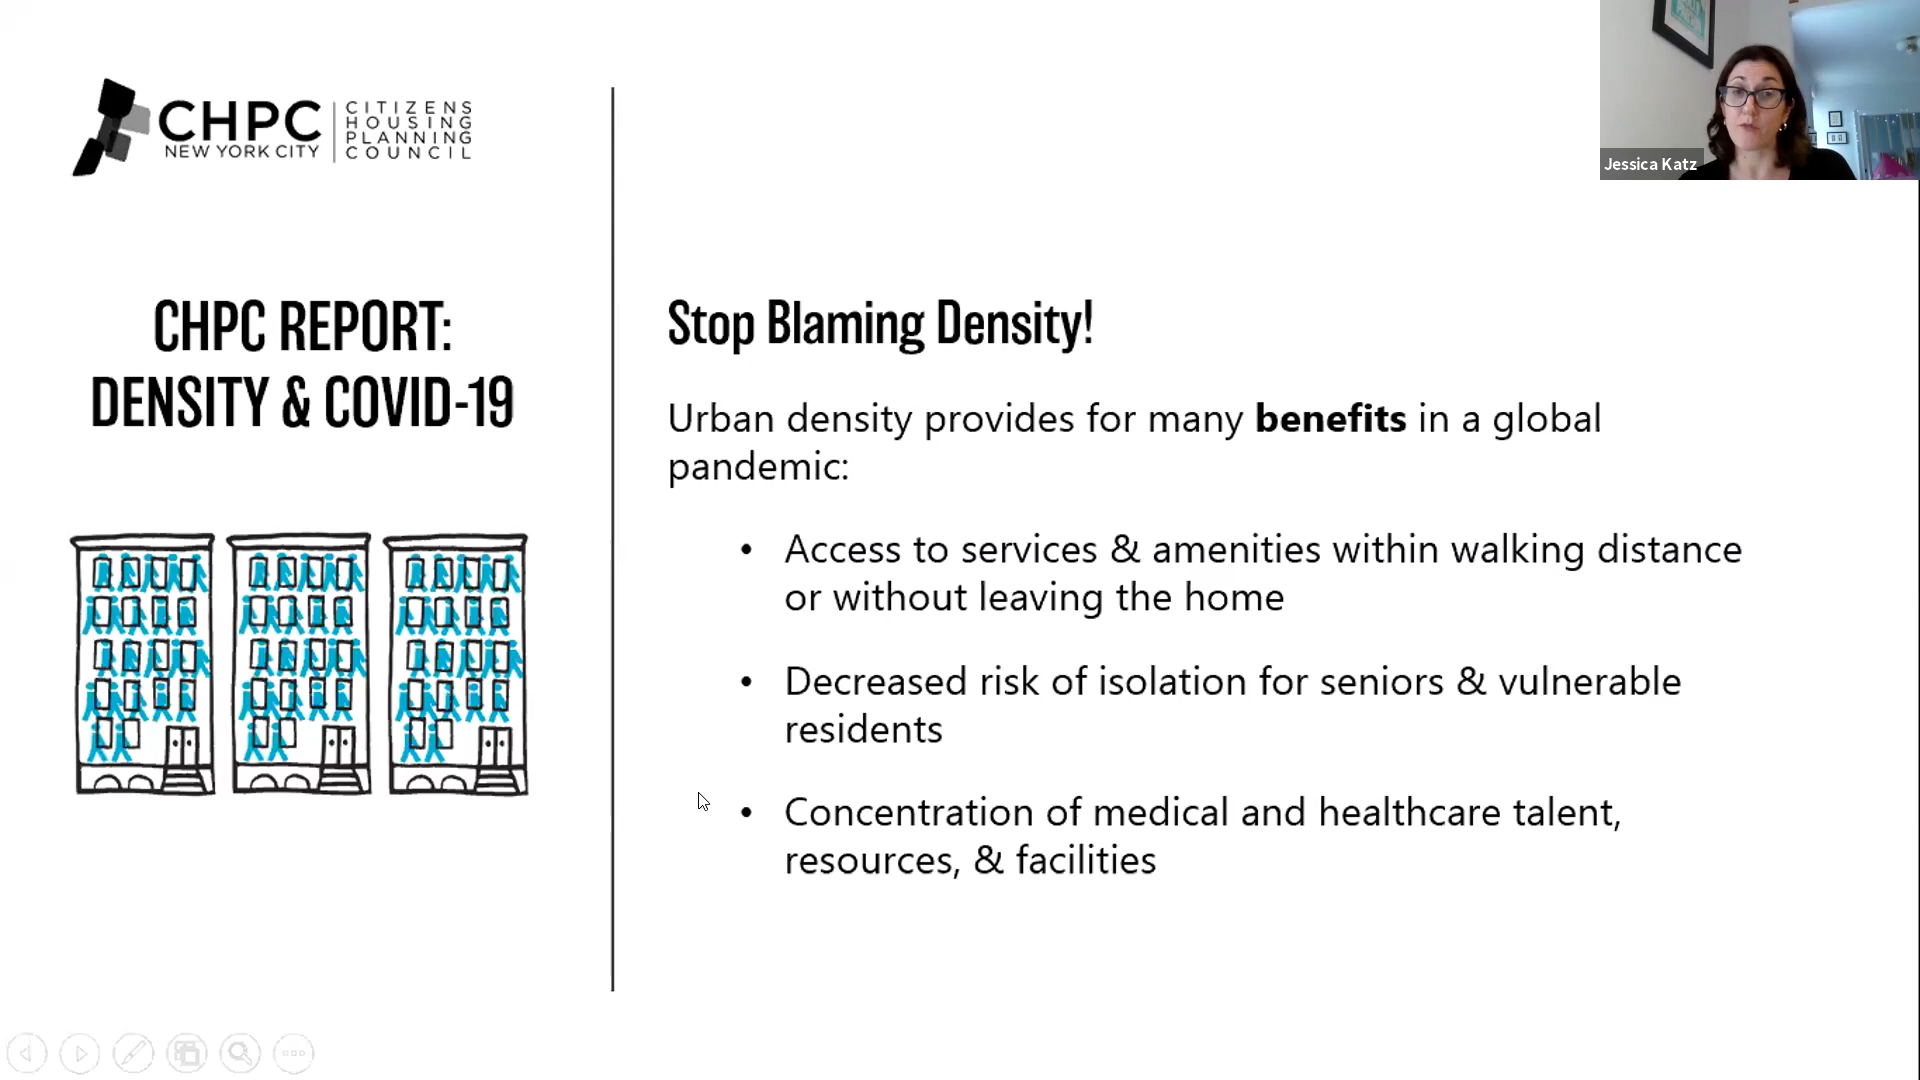 CHPC
NEW YORK CITY
CITIZENS
HOUSING
PLANNING
COUNCIL
Jessica Katz
CHPC REPORT:
DENSITY & COVID-19
Stop Blaming Density!
Urban density provides for many benefits in a global
pandemic:
• Access to services & amenities within walking distance
or without leaving the home
• Decreased risk of isolation for seniors & vulnerable
residents
• Concentration of medical and healthcare talent,
resources, & facilities